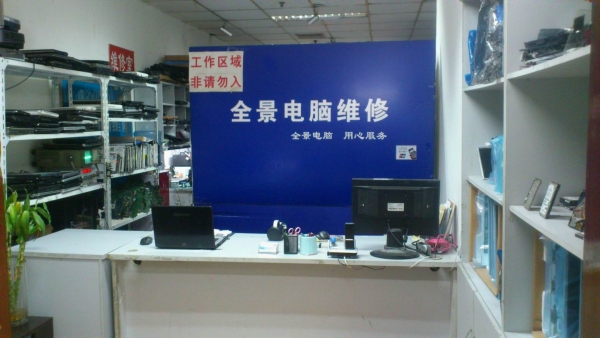 维修室
工作区域
非请勿入
全景电脑维修
全景电脑 用心服务